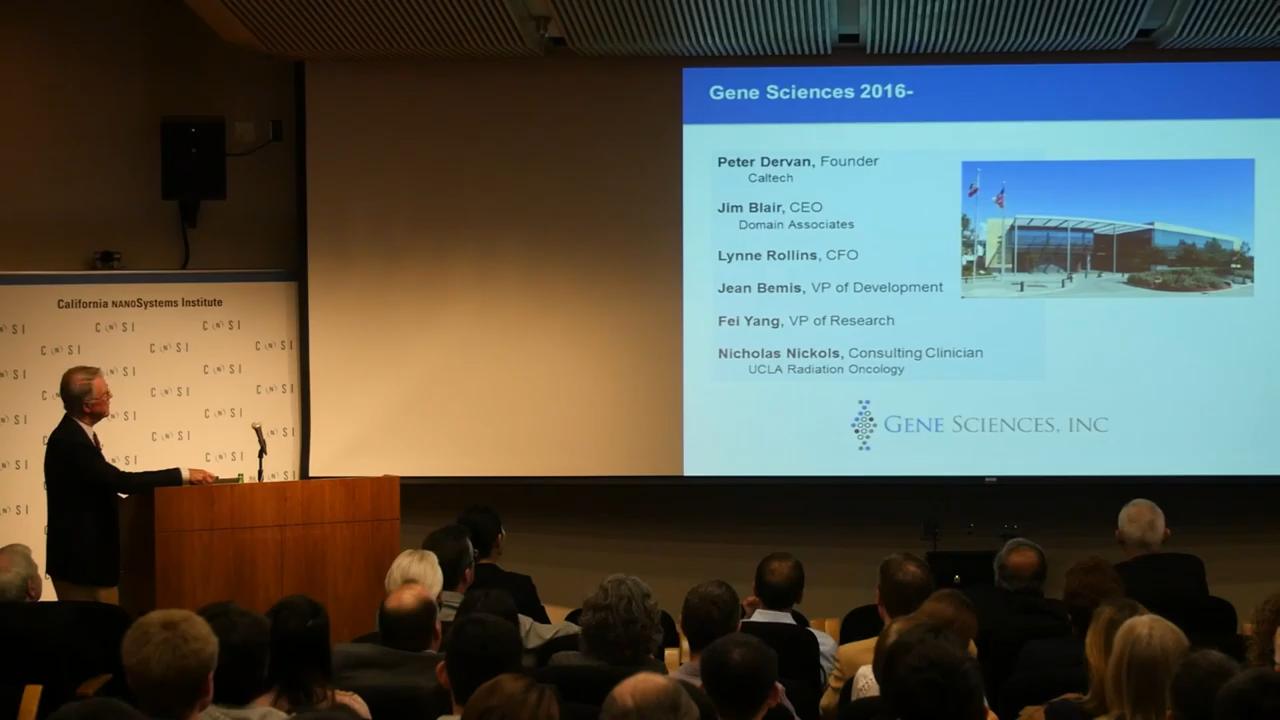 Gene Sciences 2016-
Peter Dervan, Founder
Caltech
Jim Blair, CEO
Domain Associates
Lynne Rollins, CFO
Jean Bemis, VP of Development
Fei Yang, VP of Research
Nicholas Nickols, Consulting Clinician
UCLA Radiation Oncology
GENE SCIENCES, INC
California NANOSystems Institute
C (N) S I C (N) S I
C (N) S I C (N) S I C (N) S I
C (N) S I
C (N) S I
C (N) S I
C (N) S I
C (N) S I